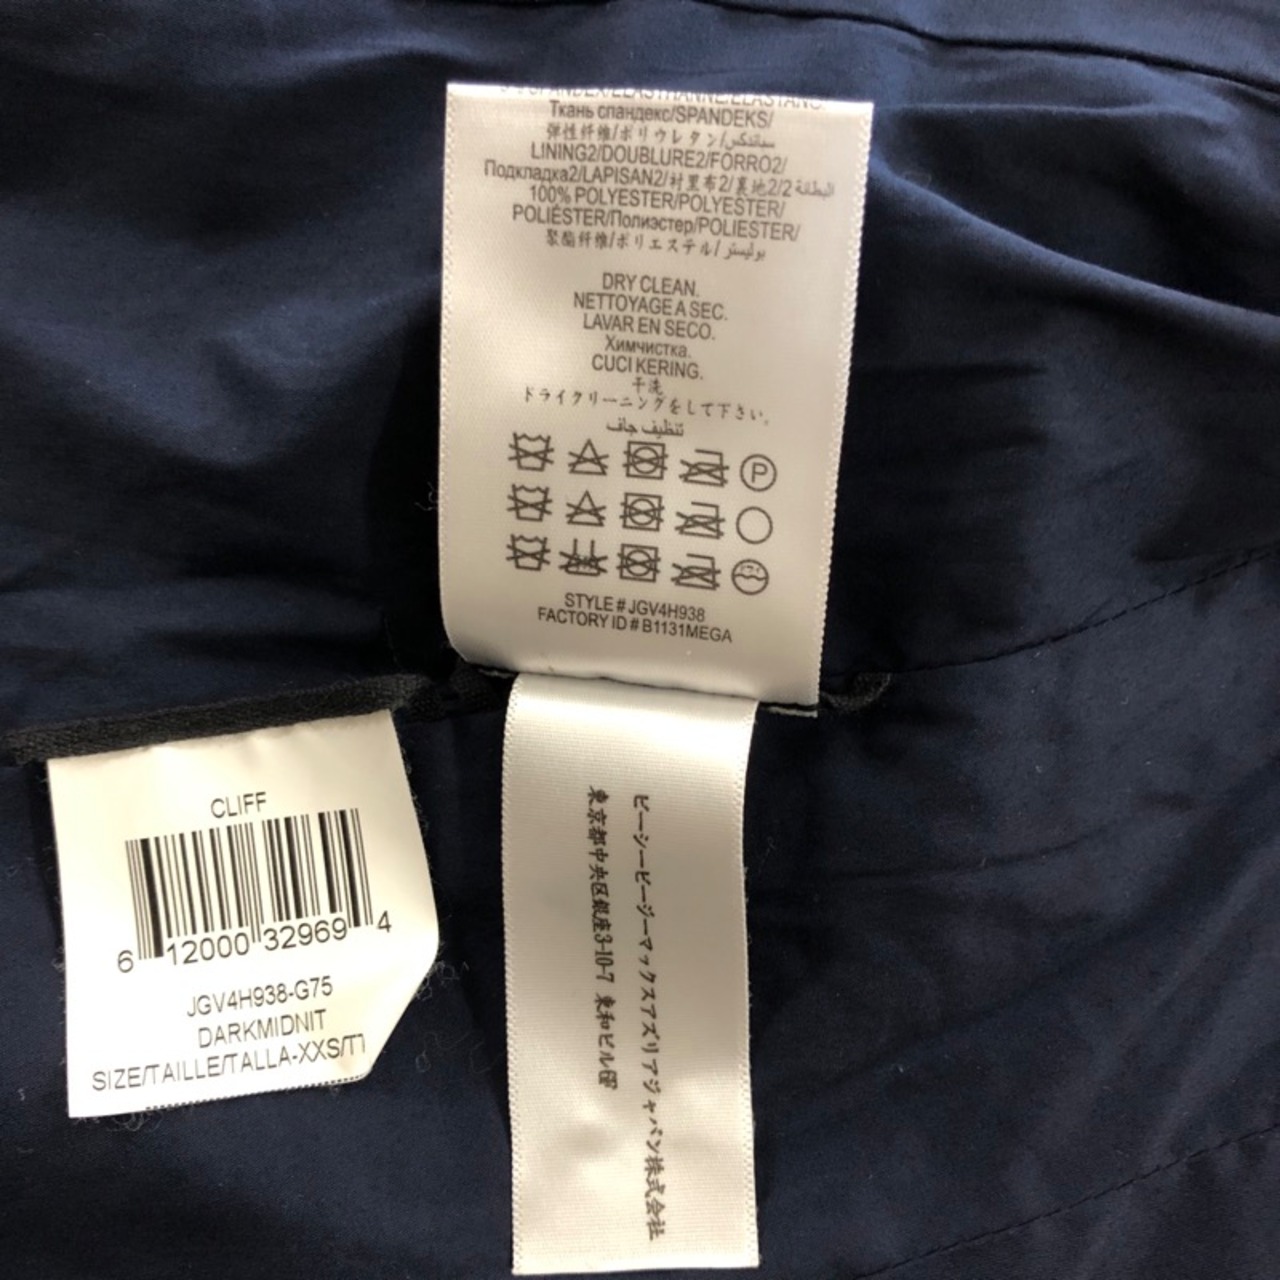 SPANDEX/ELASTHANNE/ELASTANO.
Ткань спандекс/SPANDEKS/
弹性纤维/ポリウレタン/سباندكس
LINING2/DOUBLURE2/FORRO2/
Подкладка2/LAPISAN2/衬里布2/裏地2/البطانة2
100% POLYESTER/POLYESTER/
POLIÉSTER/Полиэстер/POLIESTER/
聚酯纤维/ポリエステル/بوليستر
DRY CLEAN.
NETTOYAGE A SEC.
LAVAR EN SECO.
Химчистка.
CUCI KERING.
干洗
ドライクリーニングをして下さい。
تنظيف جاف
P
STYLE # JGV4H938
FACTORY ID # B1131MEGA
CLIFF
6 12000 32969 4
JGV4H938-G75
DARKMIDNIT
SIZE/TAILLE/TALLA-XXS/T
ビーシービージーマックスアズリアジャパン株式会社
東京都中央区銀座3-10-7 東和ビル